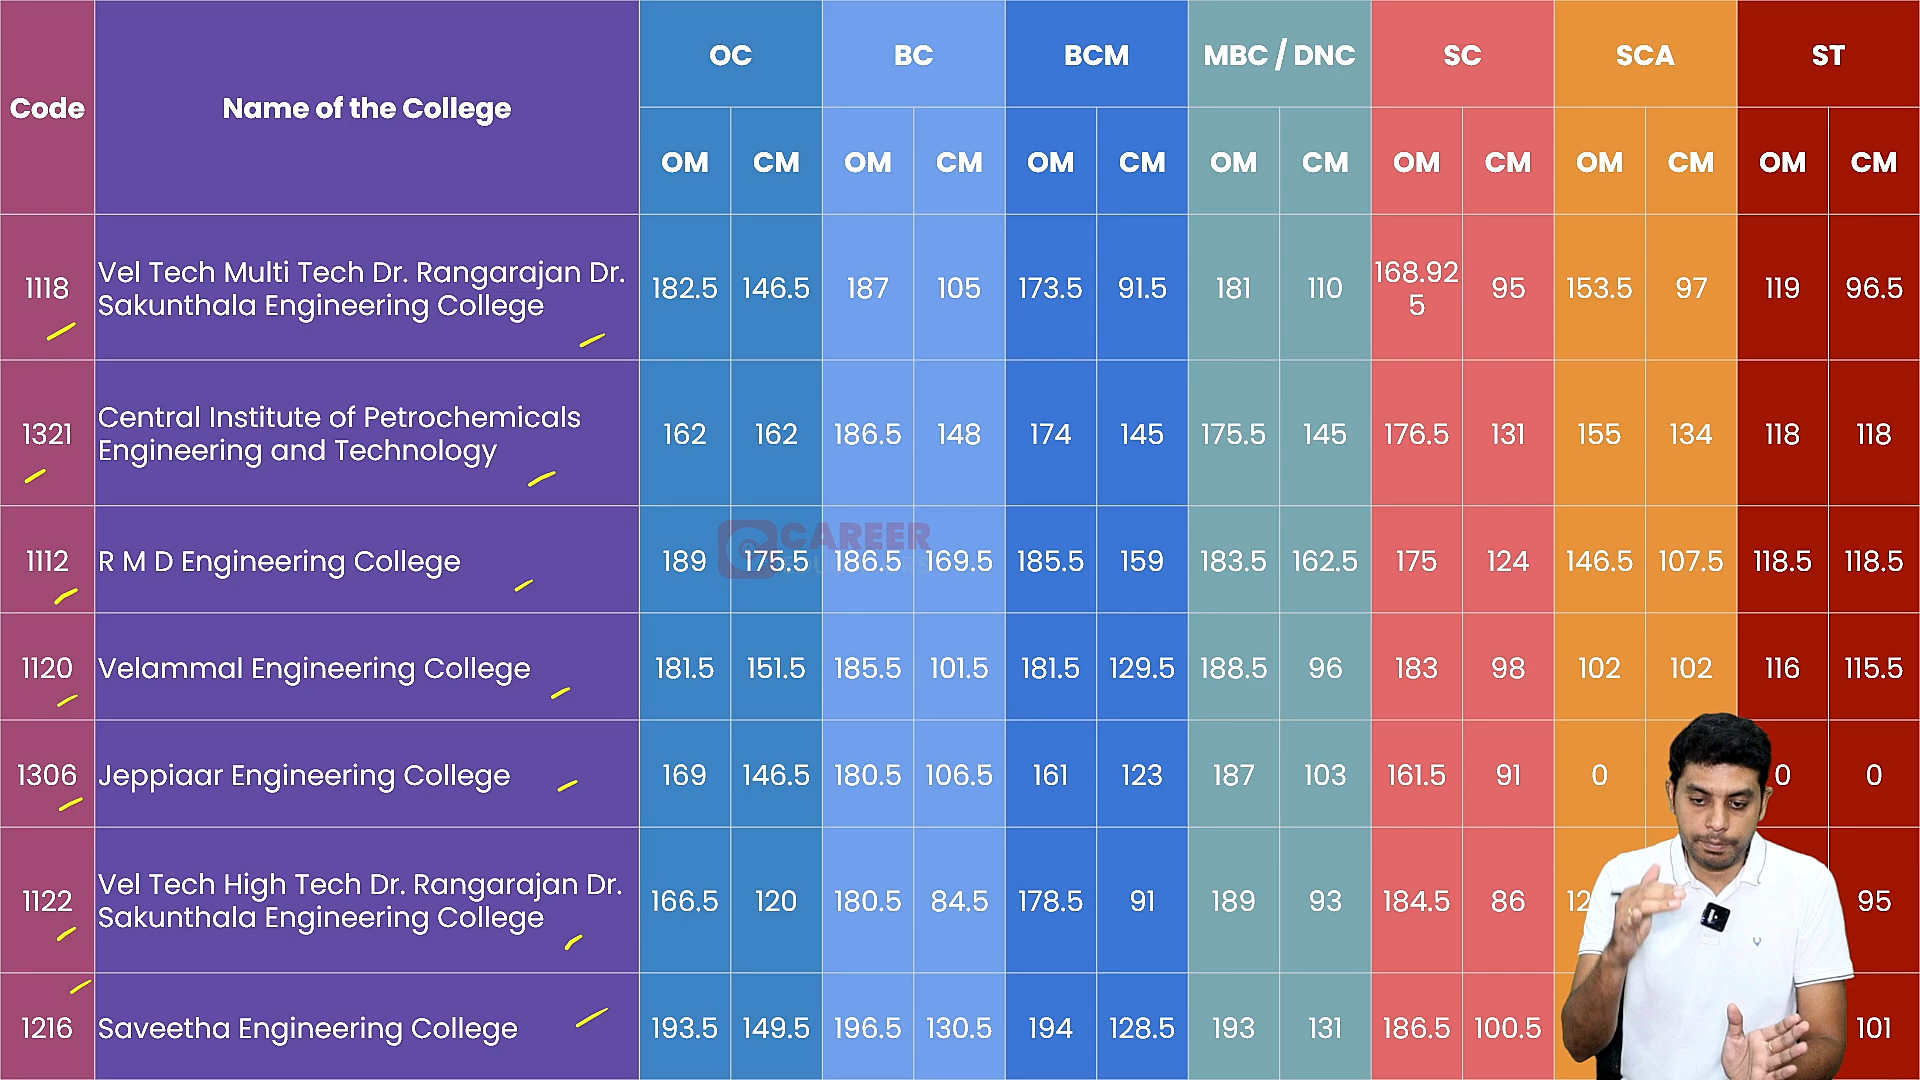 Code Name of the College OC BC BCM MBC / DNC SC SCA ST
OM CM OM CM OM CM OM CM OM CM OM CM OM CM
Vel Tech Multi Tech Dr. Rangarajan Dr.
1118 Sakunthala Engineering College 182.5 146.5 187 105 173.5 91.5 181 110 168.925 95 153.5 97 119 96.5
Central Institute of Petrochemicals
1321 Engineering and Technology 162 162 186.5 148 174 145 175.5 145 176.5 131 155 134 118 118
CAREER
1112 R M D Engineering College 189 175.5 186.5 169.5 185.5 159 183.5 162.5 175 124 146.5 107.5 118.5 118.5
1120 Velammal Engineering College 181.5 151.5 185.5 101.5 181.5 129.5 188.5 96 183 98 102 102 116 115.5
1306 Jeppiaar Engineering College 169 146.5 180.5 106.5 161 123 187 103 161.5 91 0 0 0
Vel Tech High Tech Dr. Rangarajan Dr.
1122 Sakunthala Engineering College 166.5 120 180.5 84.5 178.5 91 189 93 184.5 86 95
1216 Saveetha Engineering College 193.5 149.5 196.5 130.5 194 128.5 193 131 186.5 100.5 101